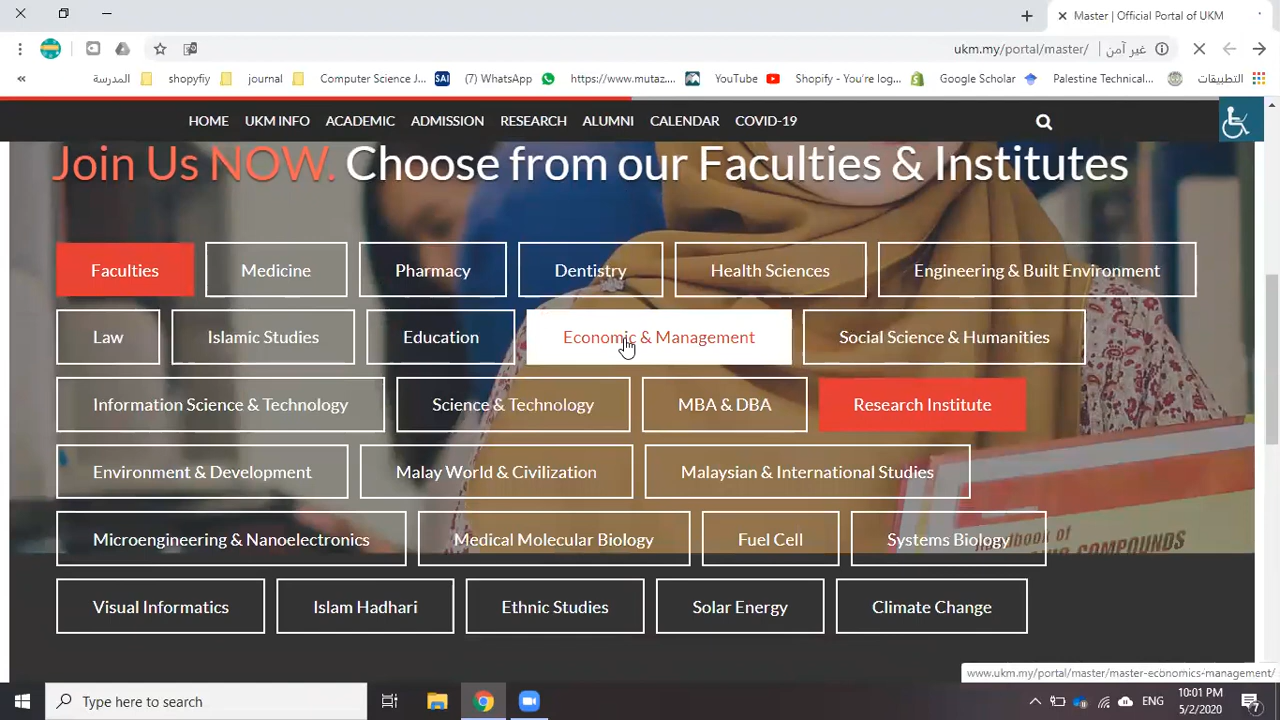 Master | Official Portal of UKM
ukm.my/portal/master/ | غير آمن
المدرسة shopyfiy journal Computer Science J... SAI (7) WhatsApp https://www.mutaz.... YouTube Shopify - You're log... Google Scholar Palestine Technical... التطبيقات
HOME UKM INFO ACADEMIC ADMISSION RESEARCH ALUMNI CALENDAR COVID-19
Join Us NOW. Choose from our Faculties & Institutes
Faculties Medicine Pharmacy Dentistry Health Sciences Engineering & Built Environment
Law Islamic Studies Education Economic & Management Social Science & Humanities
Information Science & Technology Science & Technology MBA & DBA Research Institute
Environment & Development Malay World & Civilization Malaysian & International Studies
Microengineering & Nanoelectronics Medical Molecular Biology Fuel Cell Systems Biology
Handbook of
COMPOUNDS
Visual Informatics Islam Hadhari Ethnic Studies Solar Energy Climate Change
www.ukm.my/portal/master/master-economics-management/
Type here to search
ENG
10:01 PM
5/2/2020
7